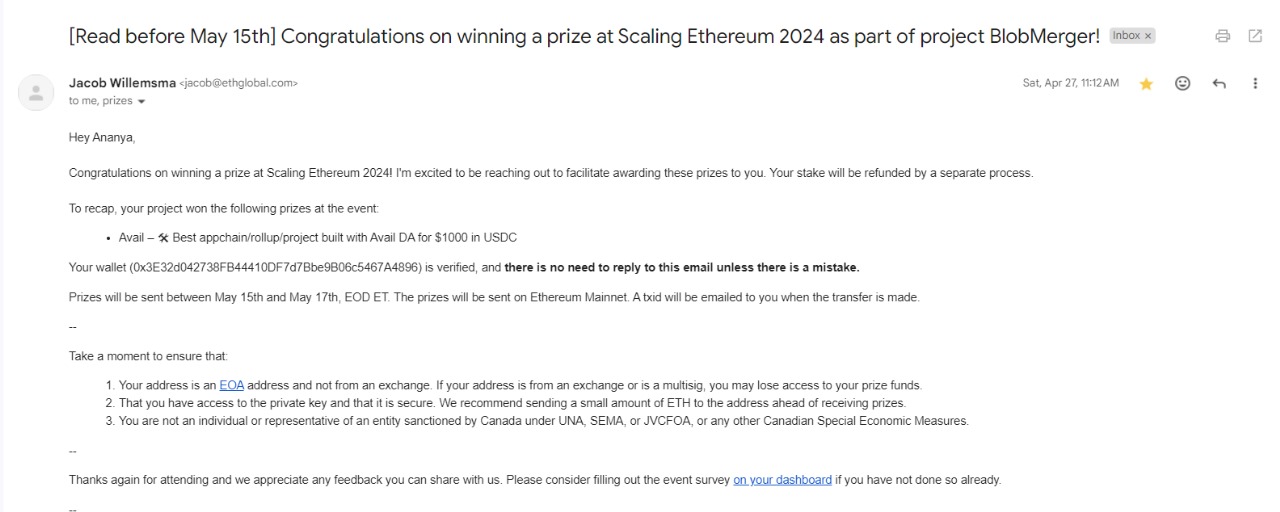 [Read before May 15th] Congratulations on winning a prize at Scaling Ethereum 2024 as part of project BlobMerger! Inbox ×
Jacob Willemsma <jacob@ethglobal.com> Sat, Apr 27, 11:12 AM
to me, prizes
Hey Ananya,
Congratulations on winning a prize at Scaling Ethereum 2024! I'm excited to be reaching out to facilitate awarding these prizes to you. Your stake will be refunded by a separate process.
To recap, your project won the following prizes at the event:
• Avail – 🛠 Best appchain/rollup/project built with Avail DA for $1000 in USDC
Your wallet (0x3E32d042738FB44410DF7d7Bbe9B06c5467A4896) is verified, and there is no need to reply to this email unless there is a mistake.
Prizes will be sent between May 15th and May 17th, EOD ET. The prizes will be sent on Ethereum Mainnet. A txid will be emailed to you when the transfer is made.
--
Take a moment to ensure that:
1. Your address is an EOA address and not from an exchange. If your address is from an exchange or is a multisig, you may lose access to your prize funds.
2. That you have access to the private key and that it is secure. We recommend sending a small amount of ETH to the address ahead of receiving prizes.
3. You are not an individual or representative of an entity sanctioned by Canada under UNA, SEMA, or JVCFOA, or any other Canadian Special Economic Measures.
--
Thanks again for attending and we appreciate any feedback you can share with us. Please consider filling out the event survey on your dashboard if you have not done so already.
--